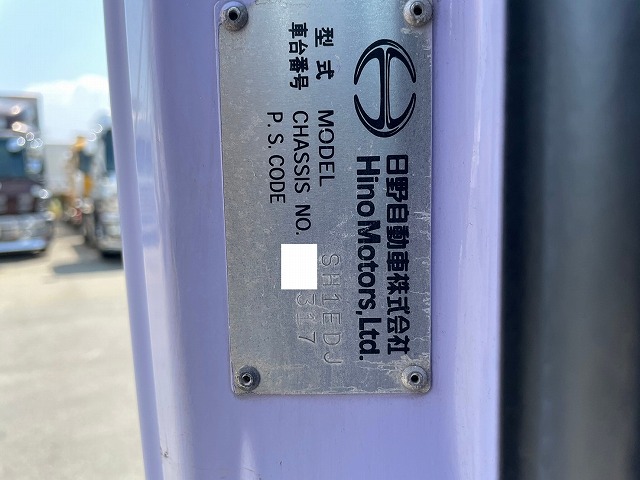 日野自動車株式会社
Hino Motors, Ltd.
型式 MODEL SH1EDJ
車台番号 CHASSIS NO. 317
P. S. CODE